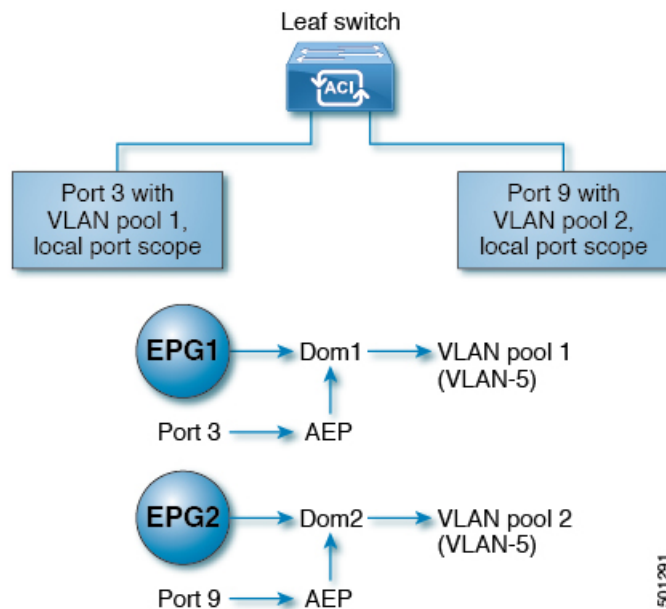 Leaf switch
ACI
Port 3 with
VLAN pool 1,
local port scope
Port 9 with
VLAN pool 2,
local port scope
EPG1
Dom1
VLAN pool 1
(VLAN-5)
Port 3
AEP
EPG2
Dom2
VLAN pool 2
(VLAN-5)
Port 9
AEP
501291